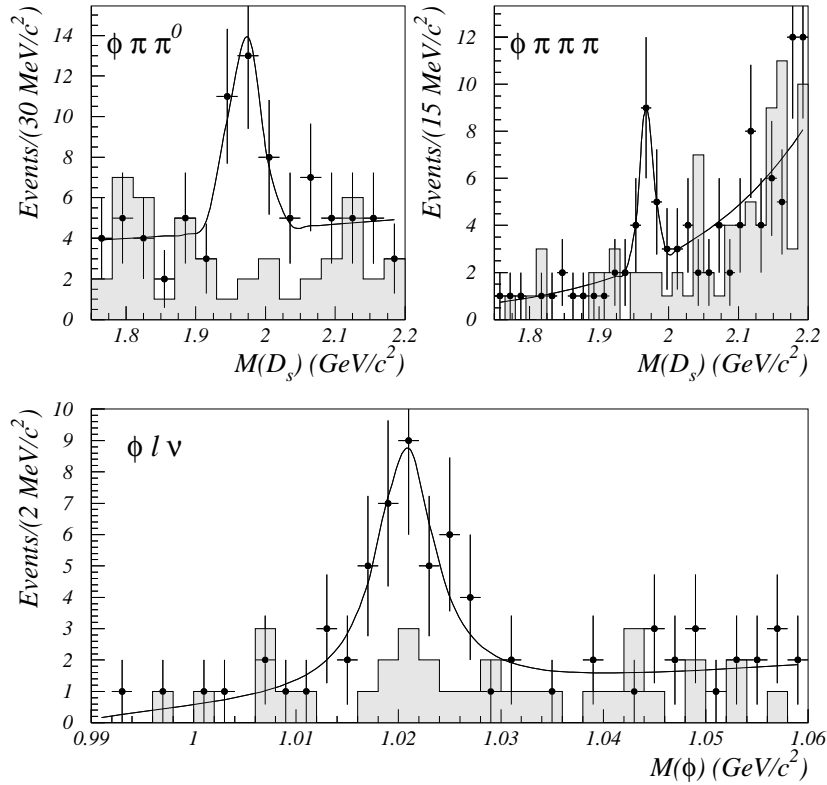 ϕ π π⁰
Events/(30 MeV/c²)
14
12
10
8
6
4
2
0
1.8 1.9 2 2.1 2.2
M(Dₛ) (GeV/c²)
ϕ π π π
Events/(15 MeV/c²)
12
10
8
6
4
2
0
1.8 1.9 2 2.1 2.2
M(Dₛ) (GeV/c²)
ϕ l ν
Events/(2 MeV/c²)
10
9
8
7
6
5
4
3
2
1
0
0.99 1 1.01 1.02 1.03 1.04 1.05 1.06
M(ϕ) (GeV/c²)